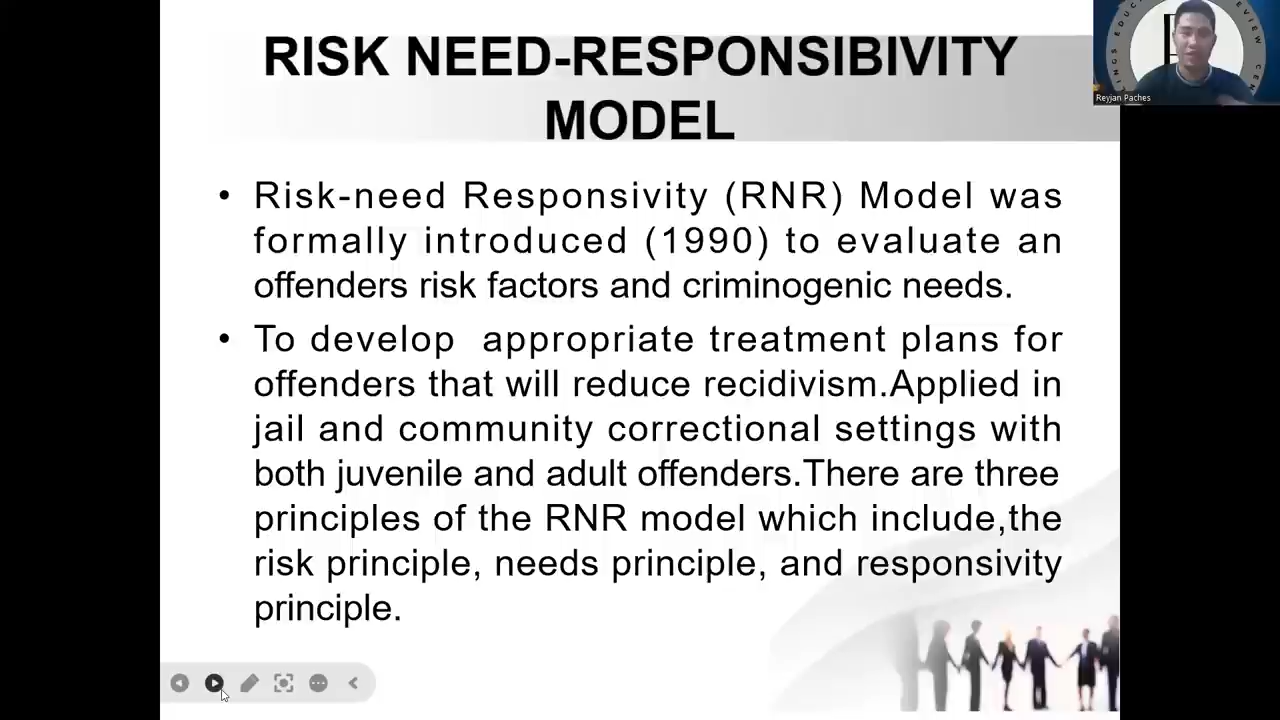 RISK NEED-RESPONSIBIVITY
MODEL
• Risk-need Responsivity (RNR) Model was
formally introduced (1990) to evaluate an
offenders risk factors and criminogenic needs.
• To develop appropriate treatment plans for
offenders that will reduce recidivism.Applied in
jail and community correctional settings with
both juvenile and adult offenders.There are three
principles of the RNR model which include,the
risk principle, needs principle, and responsivity
principle.
Reyjan Paches